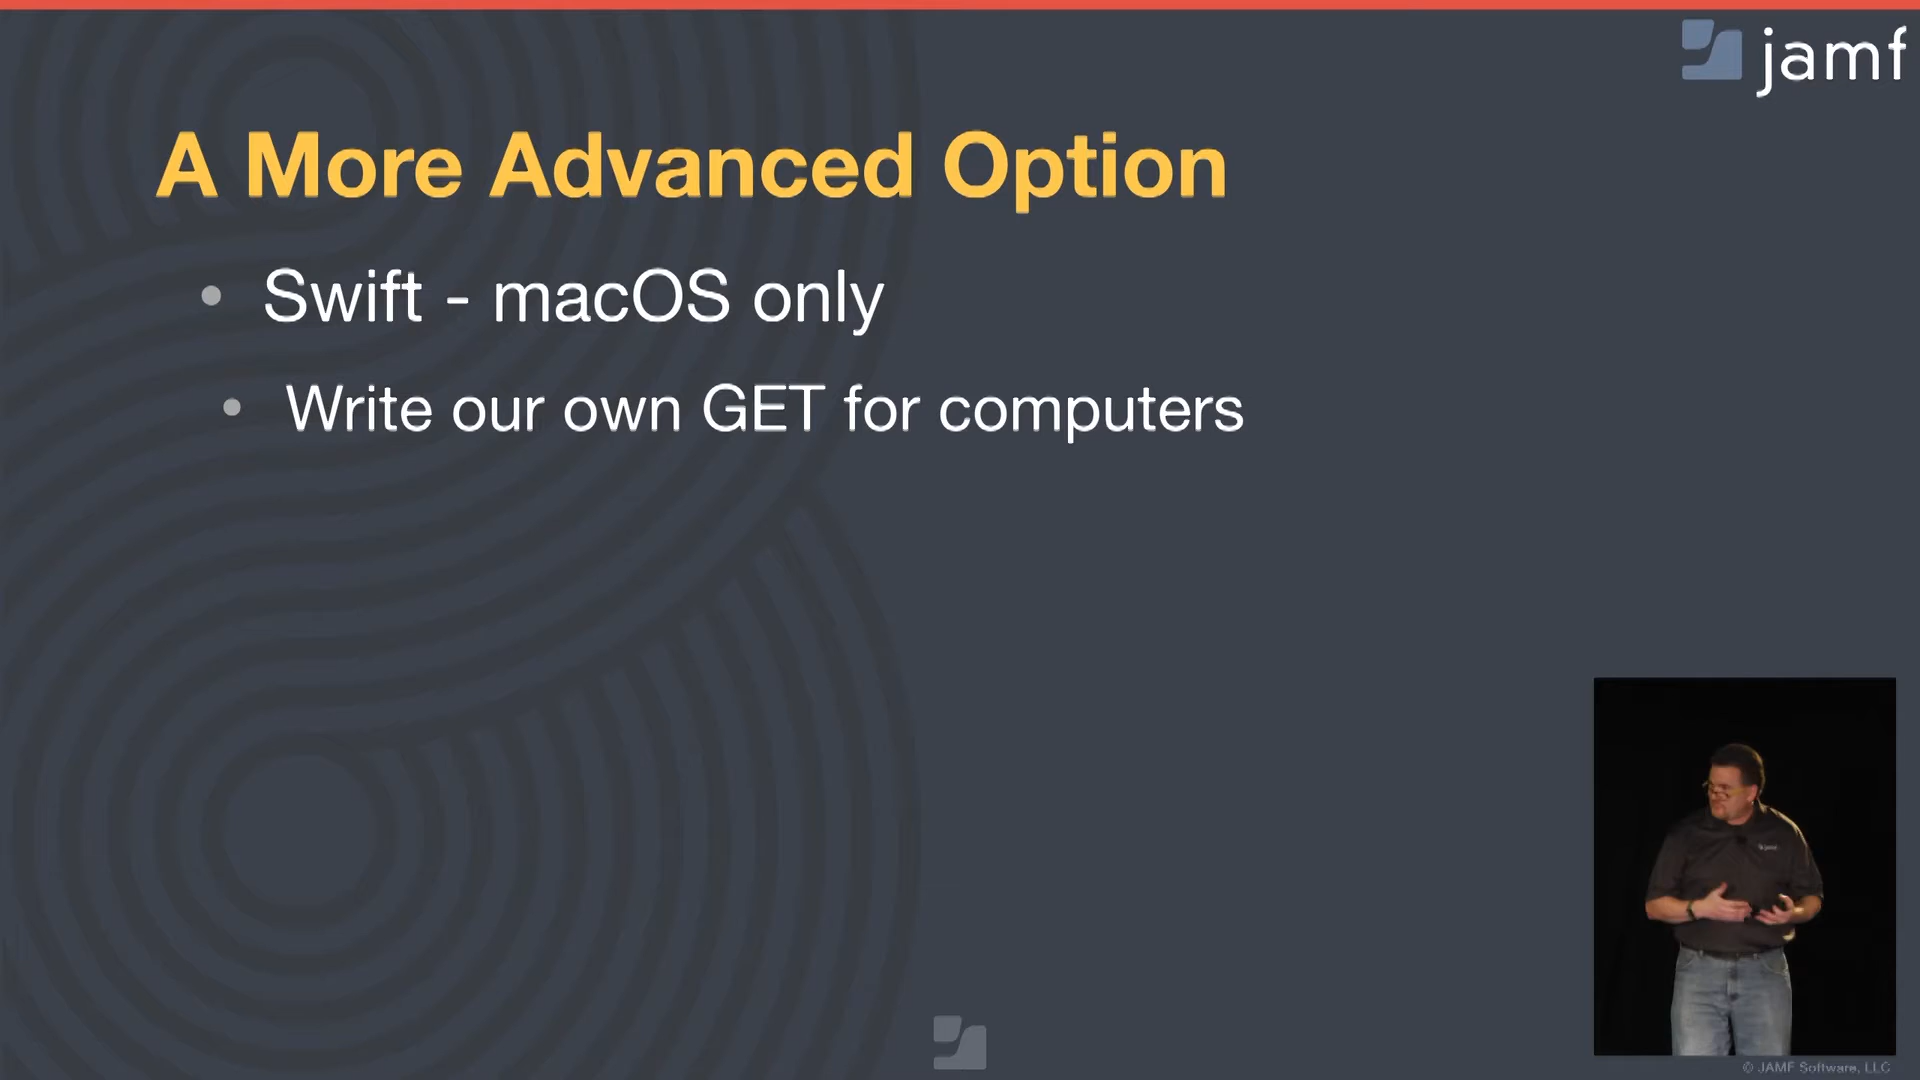 jamf
A More Advanced Option
• Swift - macOS only
• Write our own GET for computers
© JAMF Software, LLC